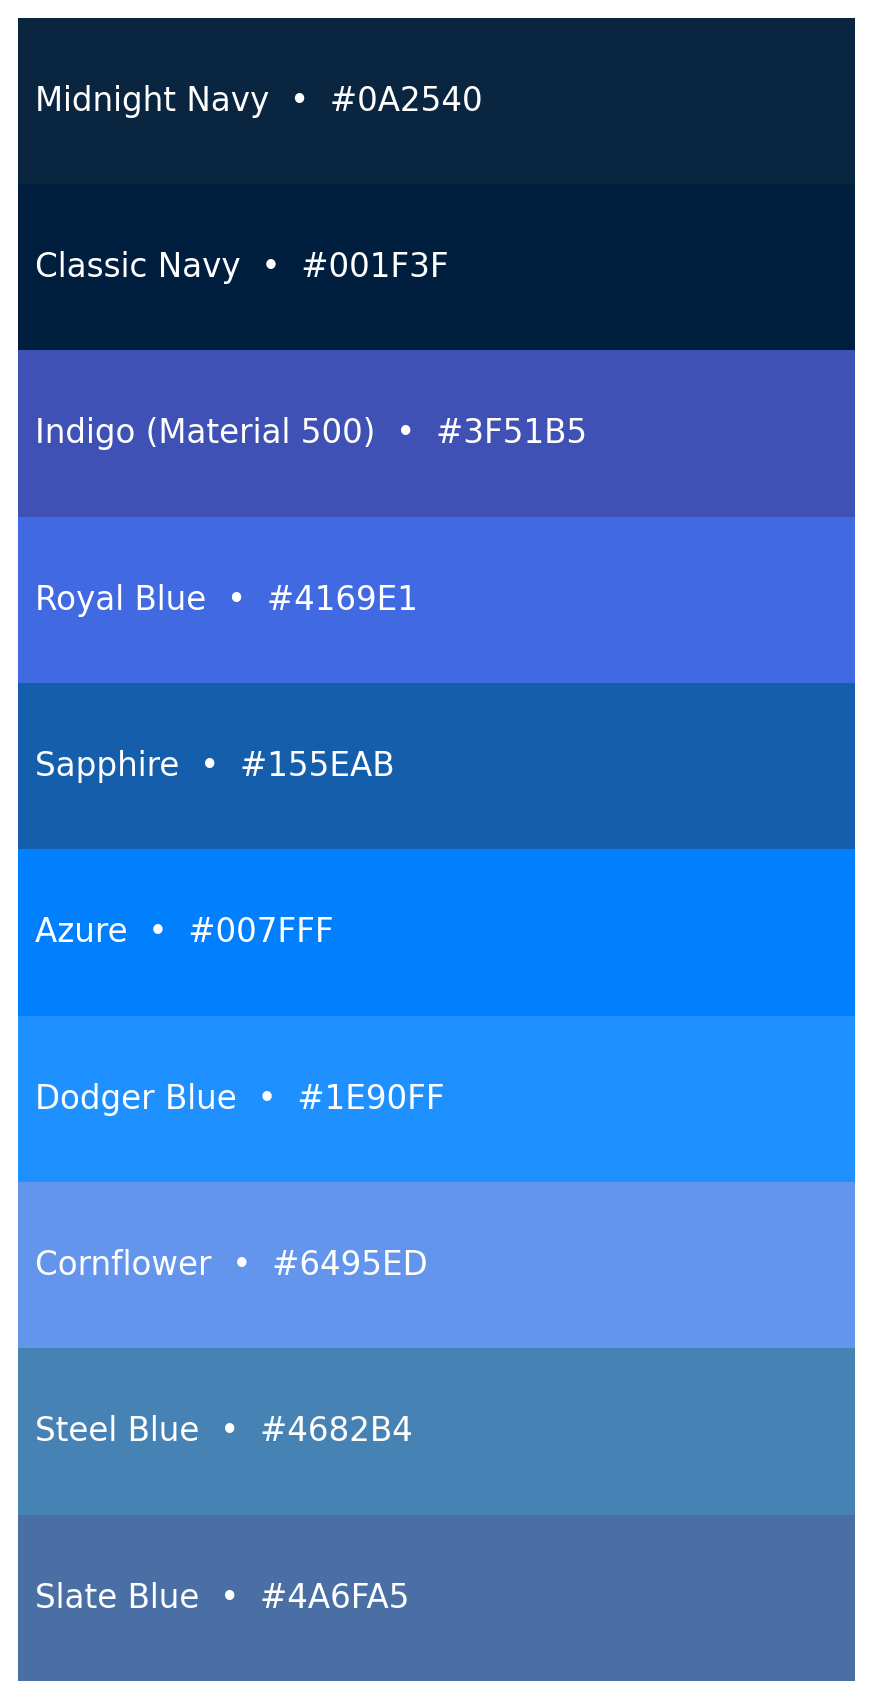 Midnight Navy • #0A2540
Classic Navy • #001F3F
Indigo (Material 500) • #3F51B5
Royal Blue • #4169E1
Sapphire • #155EAB
Azure • #007FFF
Dodger Blue • #1E90FF
Cornflower • #6495ED
Steel Blue • #4682B4
Slate Blue • #4A6FA5